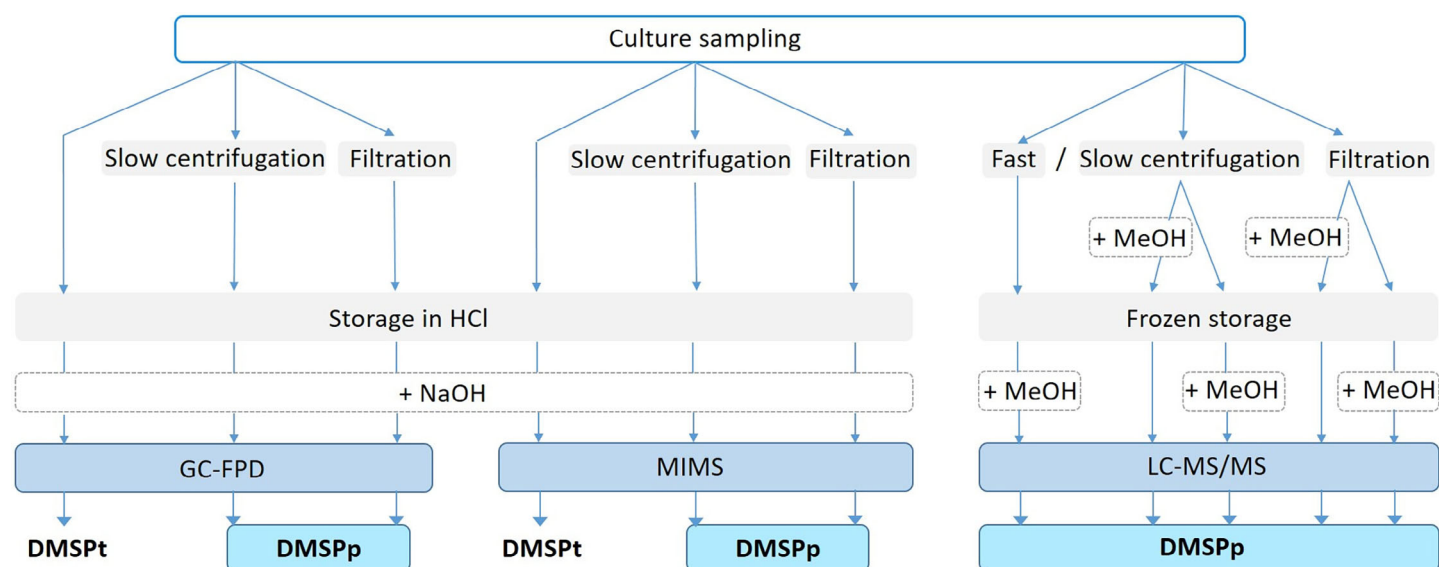 Culture sampling
Slow centrifugation Filtration Slow centrifugation Filtration Fast / Slow centrifugation Filtration
+ MeOH + MeOH
Storage in HCl Frozen storage
+ NaOH + MeOH + MeOH + MeOH
GC-FPD MIMS LC-MS/MS
DMSPt DMSPp DMSPt DMSPp DMSPp